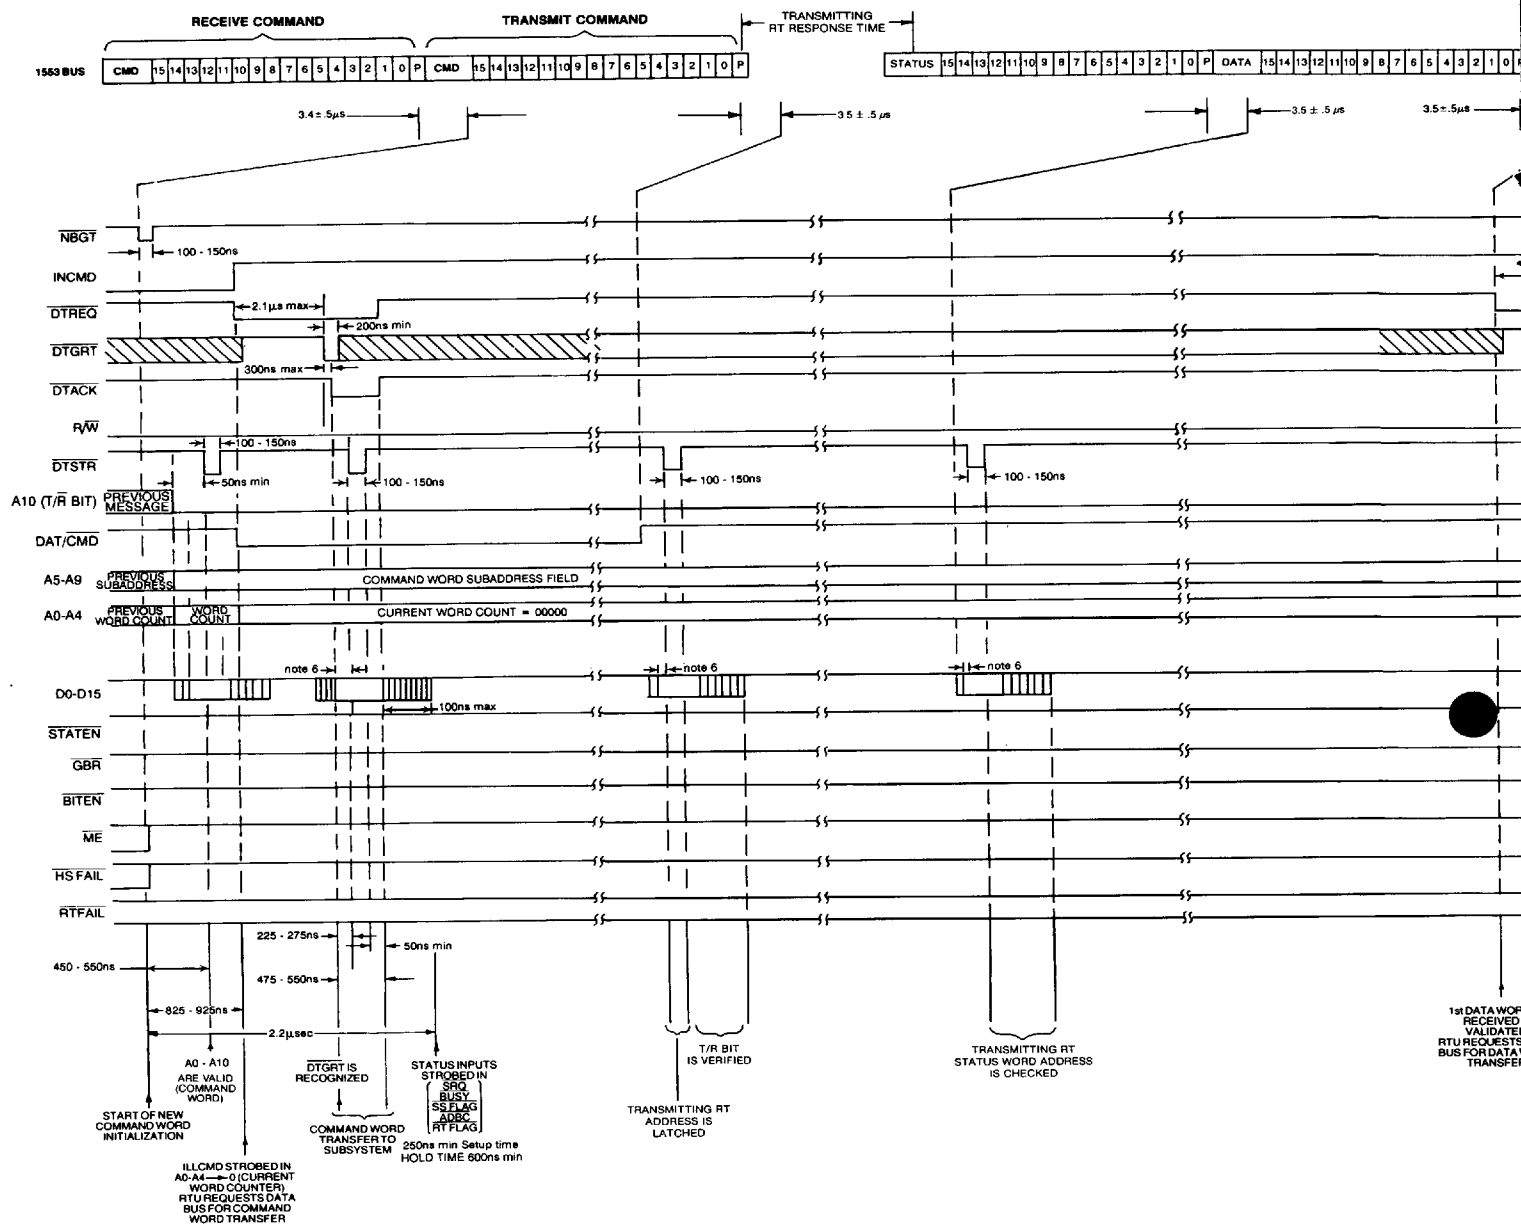 RECEIVE COMMAND
TRANSMIT COMMAND
TRANSMITTING
RT RESPONSE TIME
1553 BUS
CMD 15 14 13 12 11 10 9 8 7 6 5 4 3 2 1 0 P CMD 15 14 13 12 11 10 9 8 7 6 5 4 3 2 1 0 P
STATUS 15 14 13 12 11 10 9 8 7 6 5 4 3 2 1 0 P DATA 15 14 13 12 11 10 9 8 7 6 5 4 3 2 1 0 P
3.4±.5μs
3.5 ± .5 μs
3.5 ± .5 μs
3.5±.5μs
NBGT
100 - 150ns
INCMD
DTREQ
2.1μs max
200ns min
DTGRT
300ns max
DTACK
R/W
100 - 150ns
DTSTR
50ns min
100 - 150ns
100 - 150ns
100 - 150ns
A10 (T/R BIT)
PREVIOUS
MESSAGE
DAT/CMD
A5-A9
PREVIOUS
SUBADDRESS
COMMAND WORD SUBADDRESS FIELD
A0-A4
PREVIOUS
WORD COUNT
WORD
COUNT
CURRENT WORD COUNT = 00000
note 6
note 6
note 6
D0-D15
100ns max
STATEN
GBR
BITEN
ME
HS FAIL
RTFAIL
225 - 275ns
50ns min
450 - 550ns
475 - 550ns
825 - 925ns
2.2μsec
A0 - A10
ARE VALID
(COMMAND
WORD)
DTGRT IS
RECOGNIZED
STATUS INPUTS
STROBED IN
SRQ
BUSY
SS FLAG
ADBC
RT FLAG
250ns min Setup time
HOLD TIME 600ns min
T/R BIT
IS VERIFIED
TRANSMITTING RT
STATUS WORD ADDRESS
IS CHECKED
1st DATA WOR
RECEIVED
VALIDATE
RTU REQUESTS
BUS FOR DATA
TRANSFER
START OF NEW
COMMAND WORD
INITIALIZATION
COMMAND WORD
TRANSFER TO
SUBSYSTEM
TRANSMITTING RT
ADDRESS IS
LATCHED
ILLCMD STROBED IN
A0-A4→0 (CURRENT
WORD COUNTER)
RTU REQUESTS DATA
BUS FOR COMMAND
WORD TRANSFER